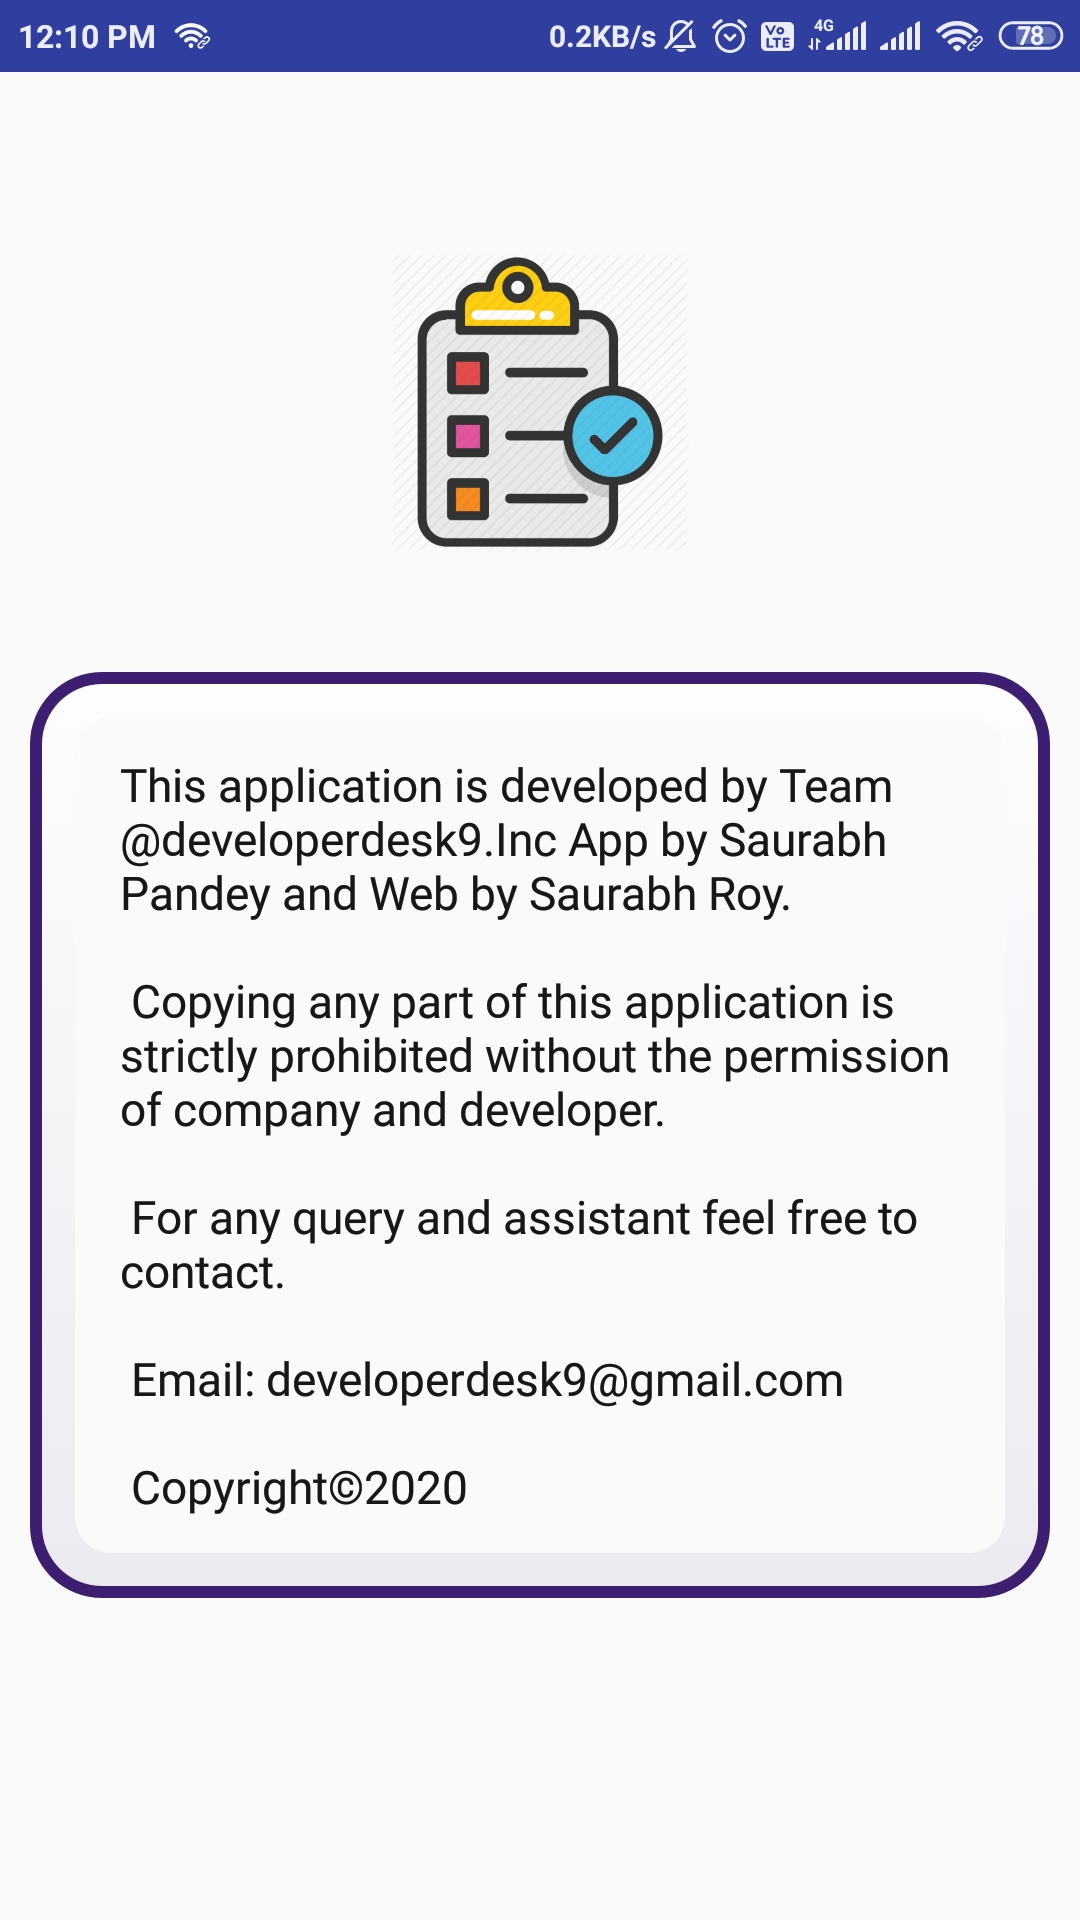 12:10 PM 0.2KB/s Vo LTE 4G 78
This application is developed by Team
@developerdesk9.Inc App by Saurabh
Pandey and Web by Saurabh Roy.
Copying any part of this application is
strictly prohibited without the permission
of company and developer.
For any query and assistant feel free to
contact.
Email: developerdesk9@gmail.com
Copyright©2020